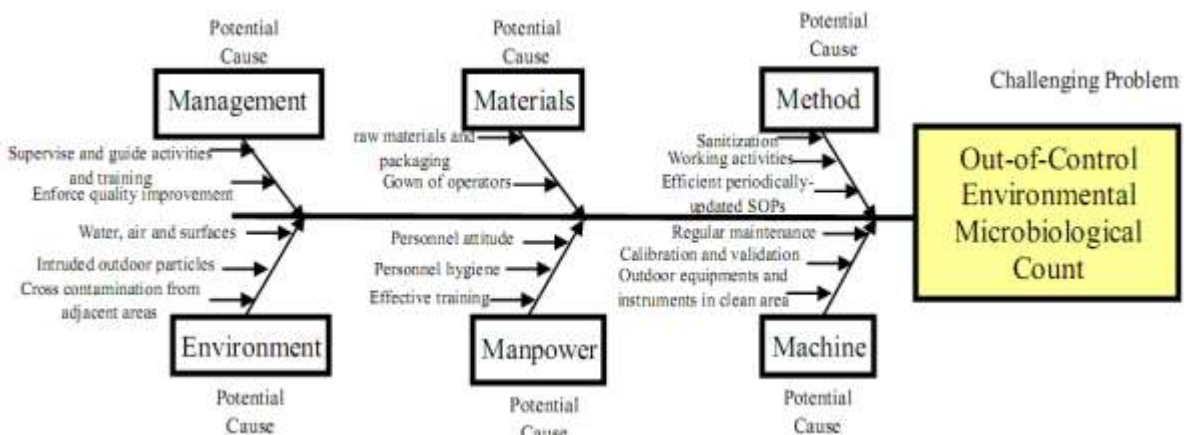 Potential
Cause
Management
Supervise and guide activities
and training
Enforce quality improvement
Potential
Cause
Materials
raw materials and
packaging
Gown of operators
Potential
Cause
Method
Sanitization
Working activities
Efficient periodically-
updated SOPs
Challenging Problem
Out-of-Control
Environmental
Microbiological
Count
Water, air and surfaces
Intruded outdoor particles
Cross contamination from
adjacent areas
Environment
Potential
Cause
Personnel attitude
Personnel hygiene
Effective training
Manpower
Potential
Cause
Regular maintenance
Calibration and validation
Outdoor equipments and
instruments in clean area
Machine
Potential
Cause